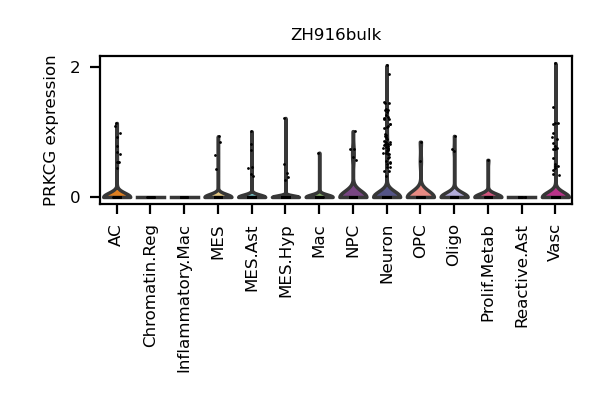 ZH916bulk
PRKCG expression
2
0
AC
Chromatin.Reg
Inflammatory.Mac
MES
MES.Ast
MES.Hyp
Mac
NPC
Neuron
OPC
Oligo
Prolif.Metab
Reactive.Ast
Vasc